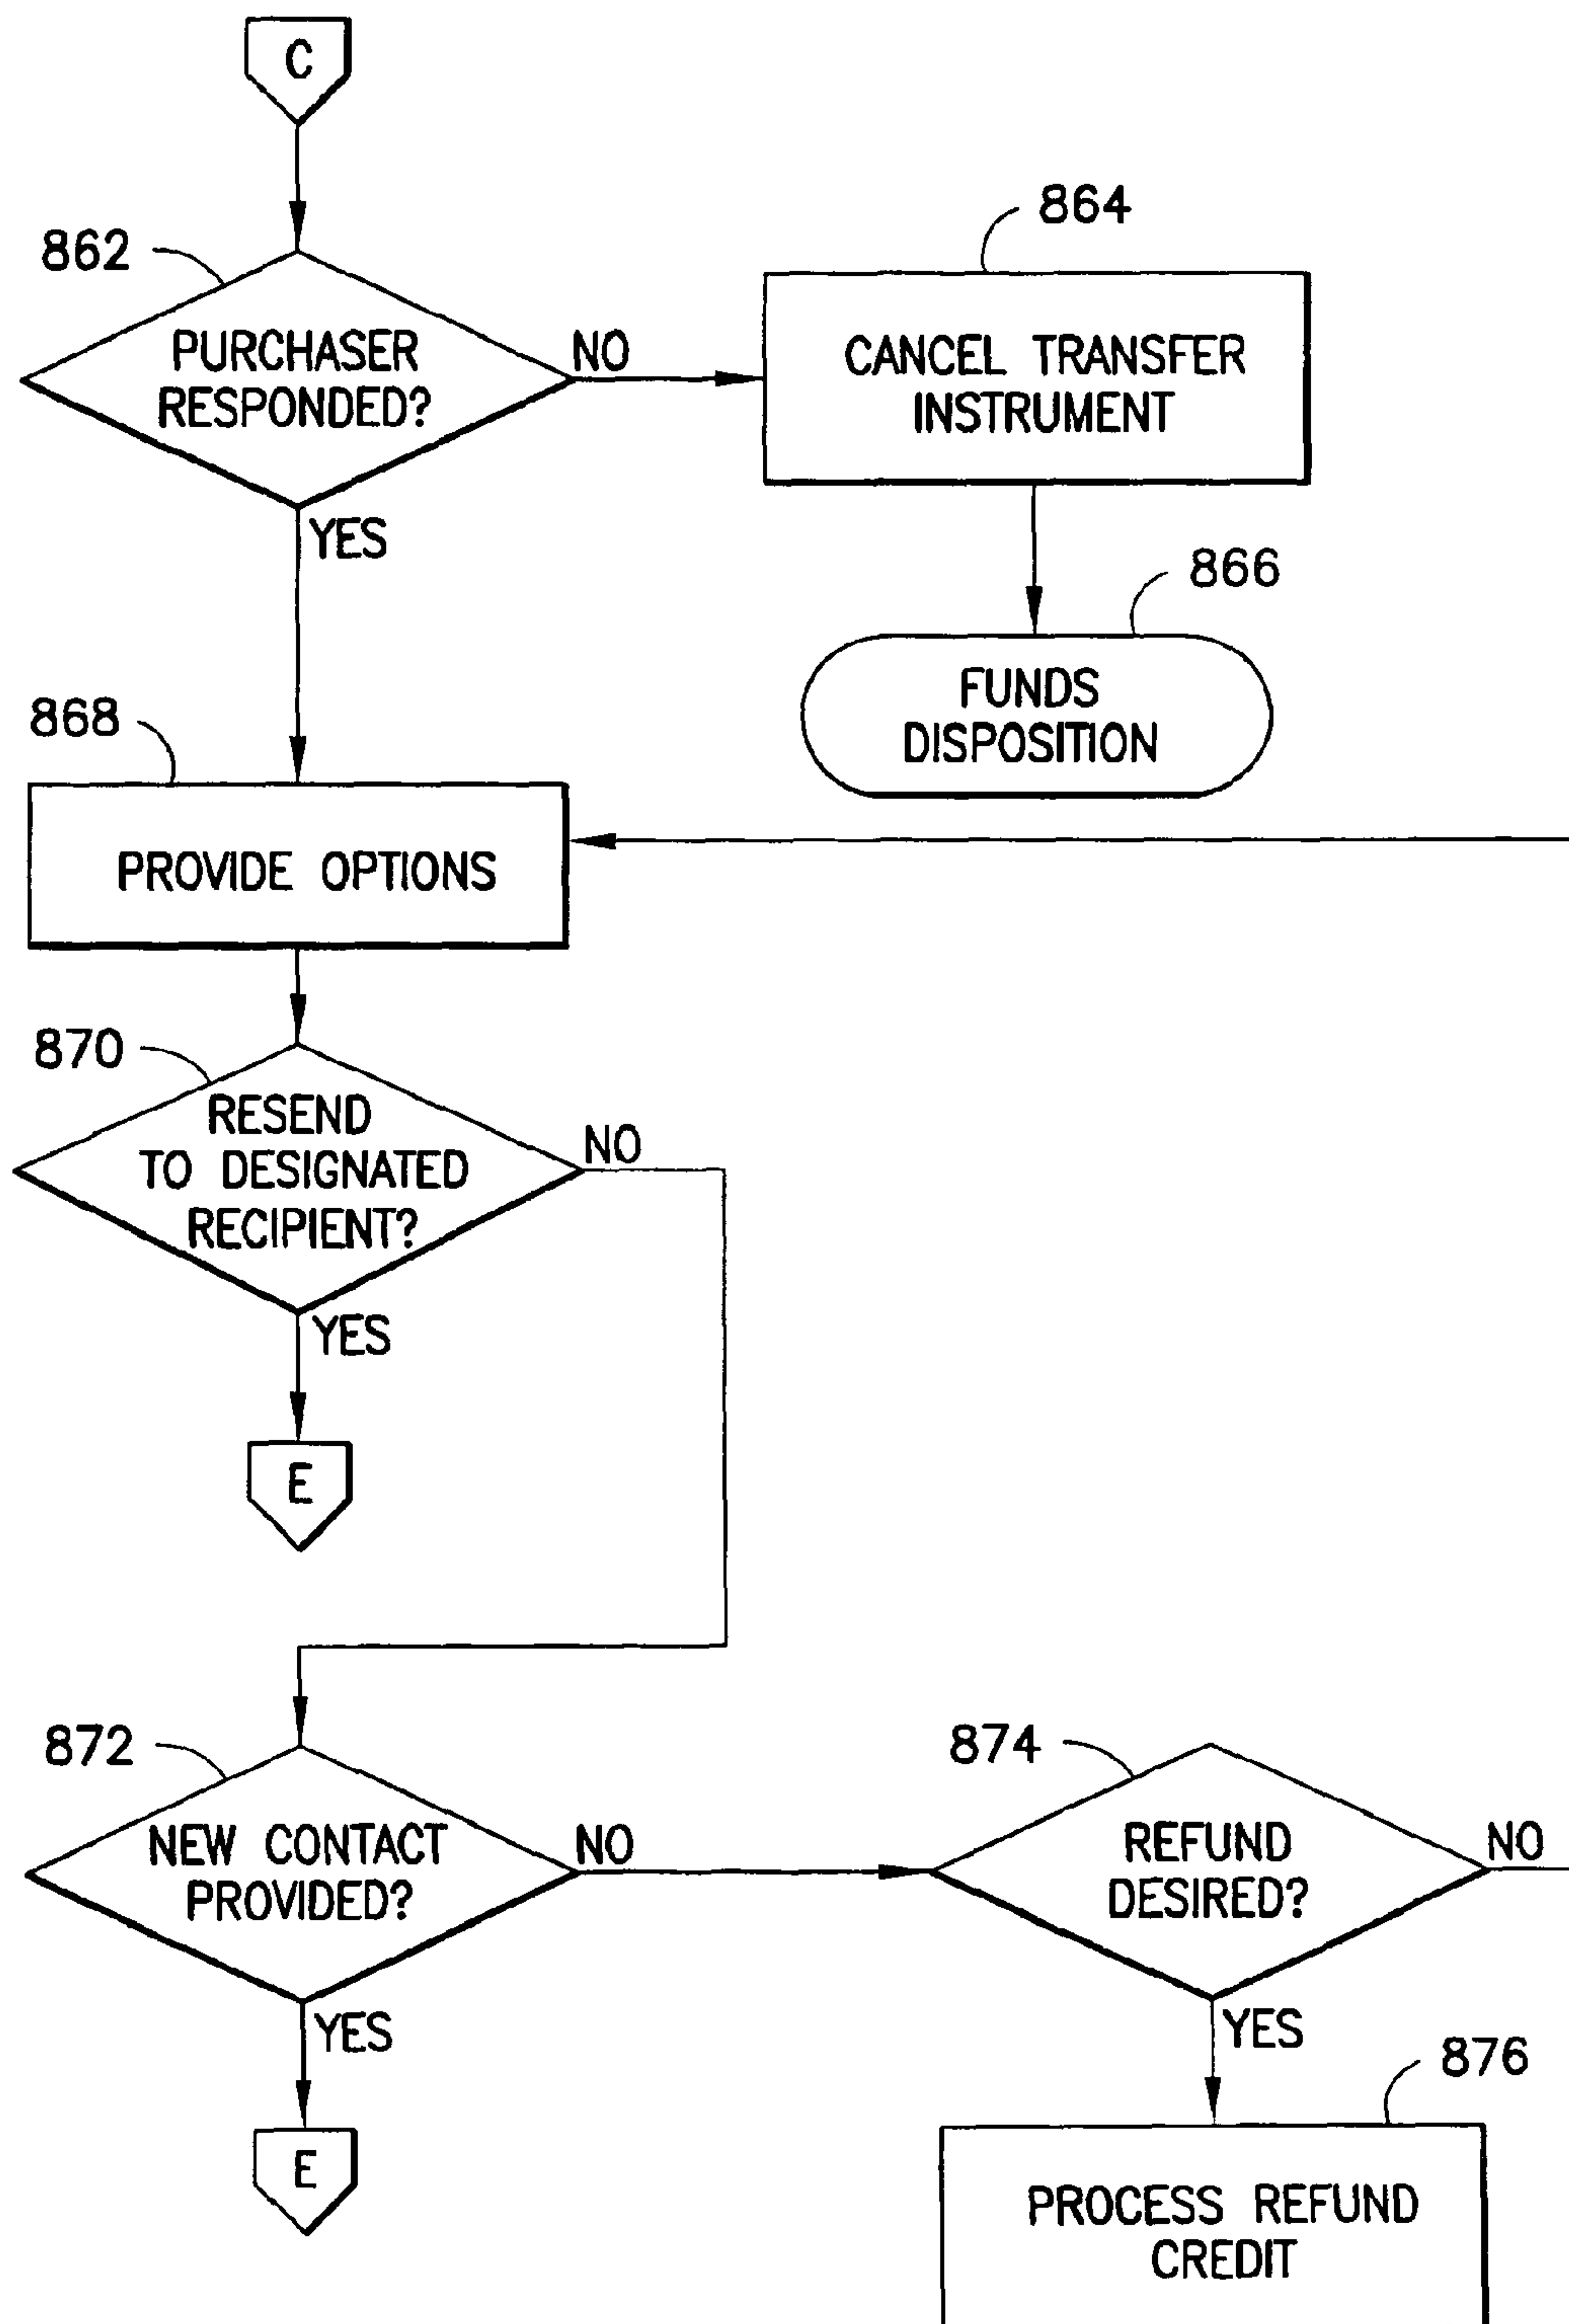 C
862
PURCHASER
RESPONDED?
NO
YES
864
CANCEL TRANSFER
INSTRUMENT
866
FUNDS
DISPOSITION
868
PROVIDE OPTIONS
870
RESEND
TO DESIGNATED
RECIPIENT?
NO
YES
E
872
NEW CONTACT
PROVIDED?
NO
YES
E
874
REFUND
DESIRED?
NO
YES
876
PROCESS REFUND
CREDIT